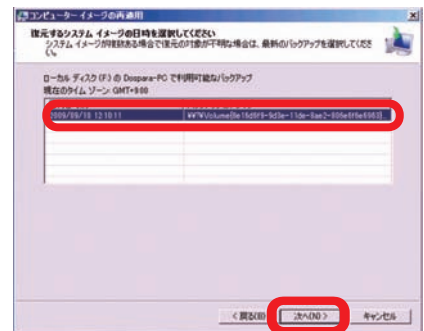 コンピューター イメージの再適用
復元するシステム イメージの日時を選択してください
システム イメージが複数ある場合で復元の対象が不明な場合は、最新のバックアップを選択してください。
ローカル ディスク (F:) の Dospara-PC で利用可能なバックアップ
現在のタイム ゾーン: GMT+9:00
2009/09/18 12:10:11
< 戻る(B)
次へ(N) >
キャンセル